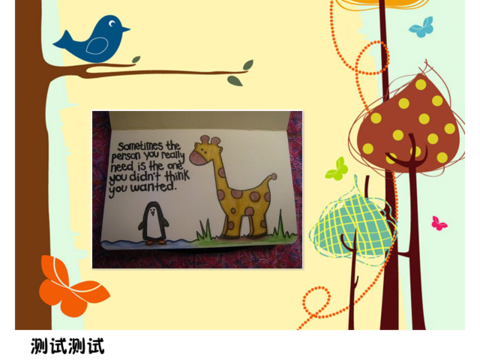 Sometimes the
person you really
need, is the one
you didn't think
you wanted.
测试测试